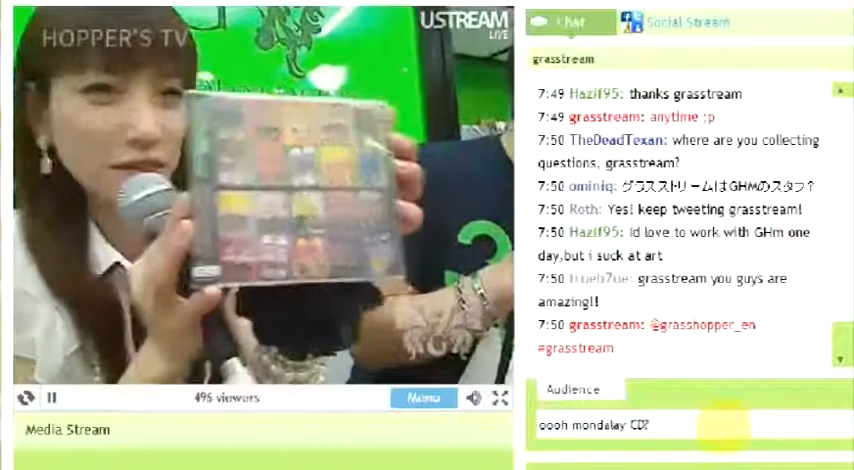 HOPPER'S TV
USTREAM
LIVE
Chat
Social Stream
grasstream
7:49 Hazif95: thanks grasstream
7:49 grasstream: anytime ;p
7:50 TheDeadTexan: where are you collecting
questions, grasstream?
7:50 ominiq: グラスストリームはGHMのスタッフ?
7:50 Roth: Yes! keep tweeting grasstream!
7:50 Hazif95: id love to work with GHm one
day,but i suck at art
7:50 grasstream you guys are
amazing!!
7:50 grasstream: @grasshopper_en
#grasstream
496 viewers
Menu
Audience
oooh mondalay CD?
Media Stream